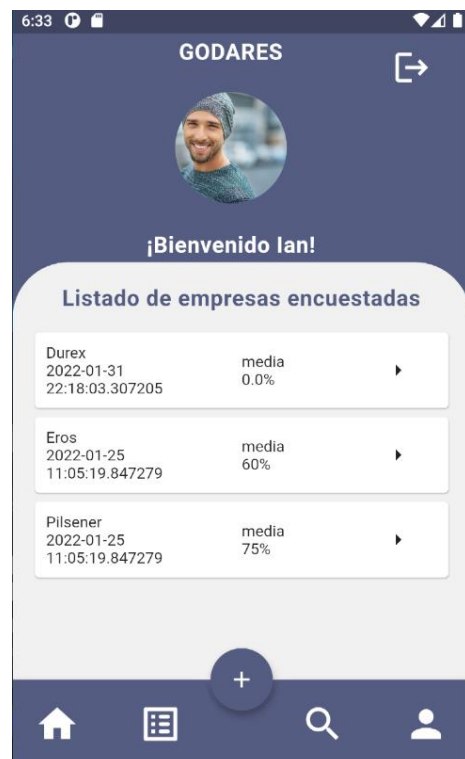 6:33
GODARES
¡Bienvenido Ian!
Listado de empresas encuestadas
Durex
2022-01-31
22:18:03.307205
media
0.0%
Eros
2022-01-25
11:05:19.847279
media
60%
Pilsener
2022-01-25
11:05:19.847279
media
75%
+